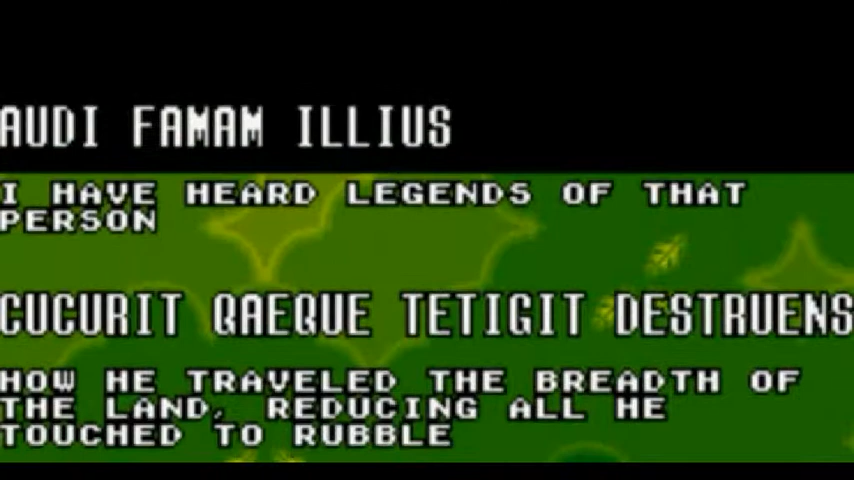 AUDI FAMAM ILLIUS
I HAVE HEARD LEGENDS OF THAT
PERSON
CUCURIT QAEQUE TETIGIT DESTRUENS
HOW HE TRAVELED THE BREADTH OF
THE LAND, REDUCING ALL HE
TOUCHED TO RUBBLE